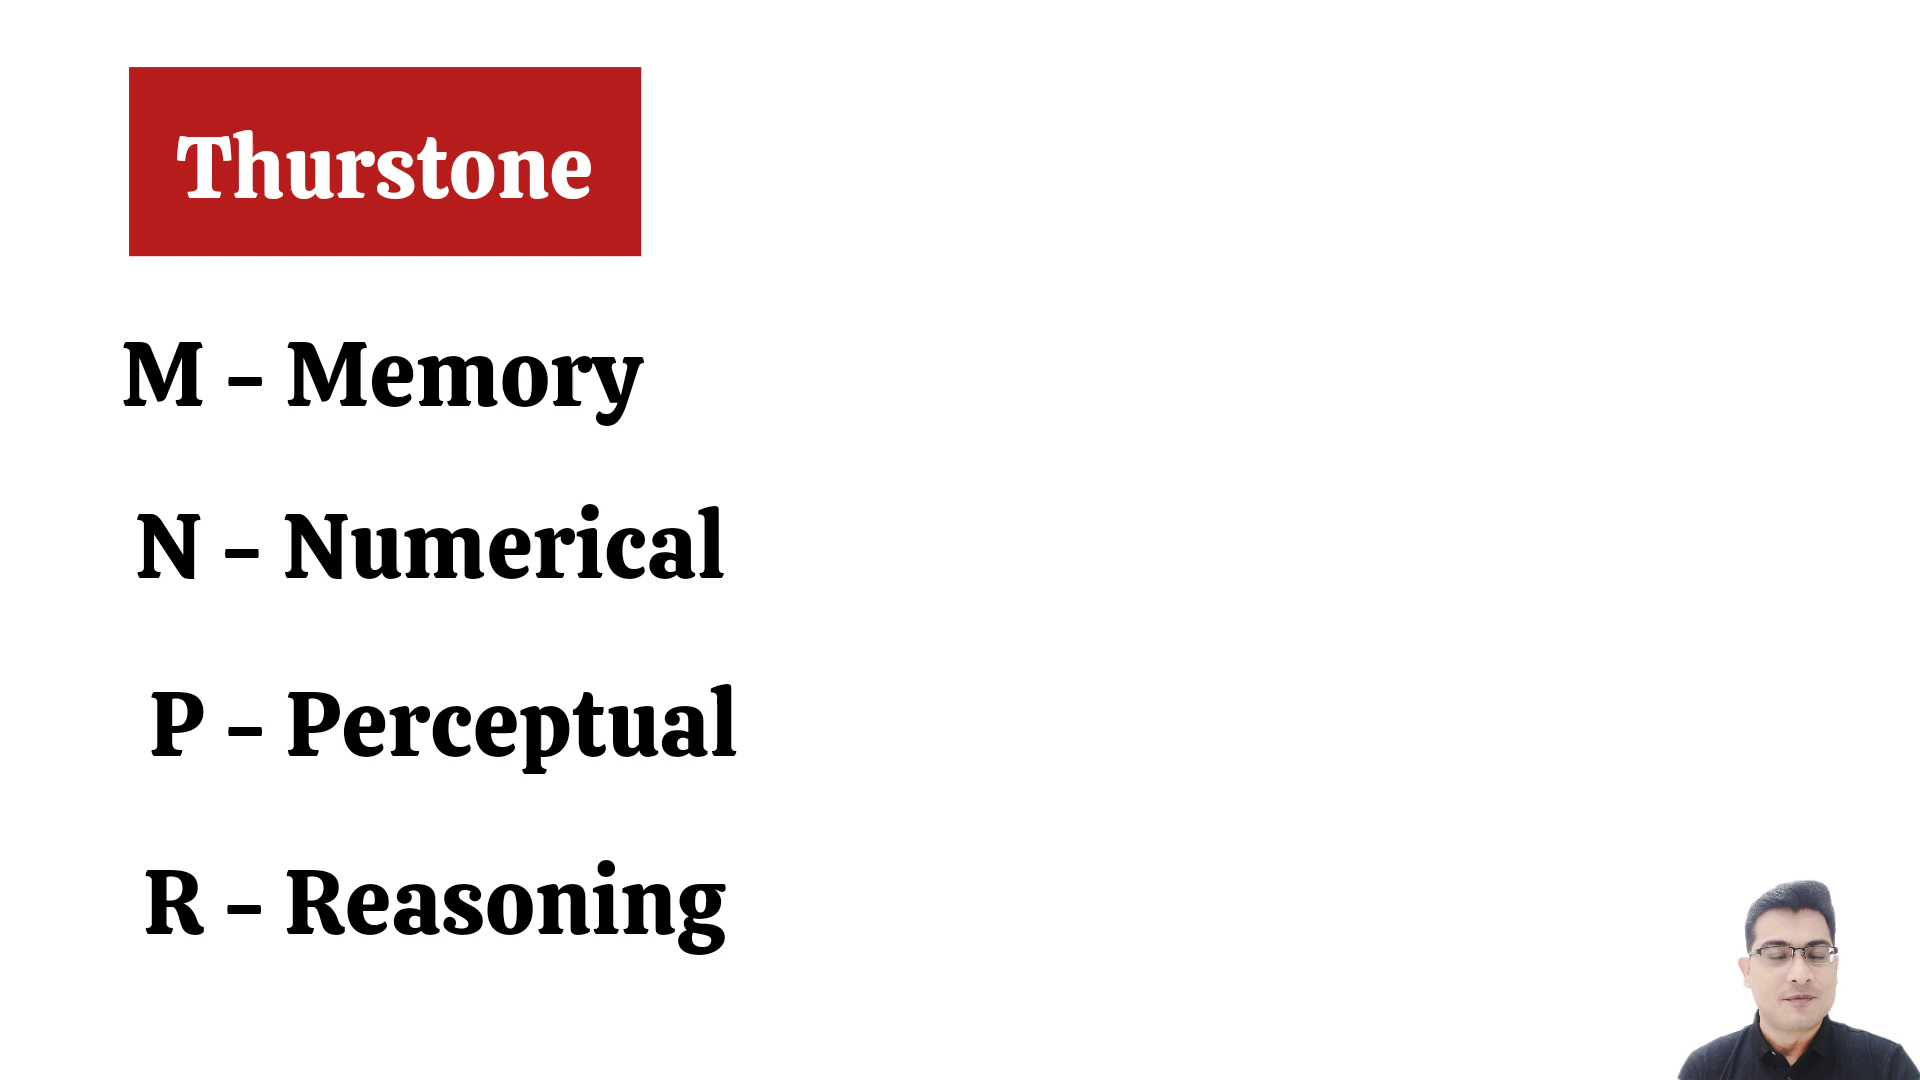 Thurstone
M - Memory
N - Numerical
P - Perceptual
R - Reasoning